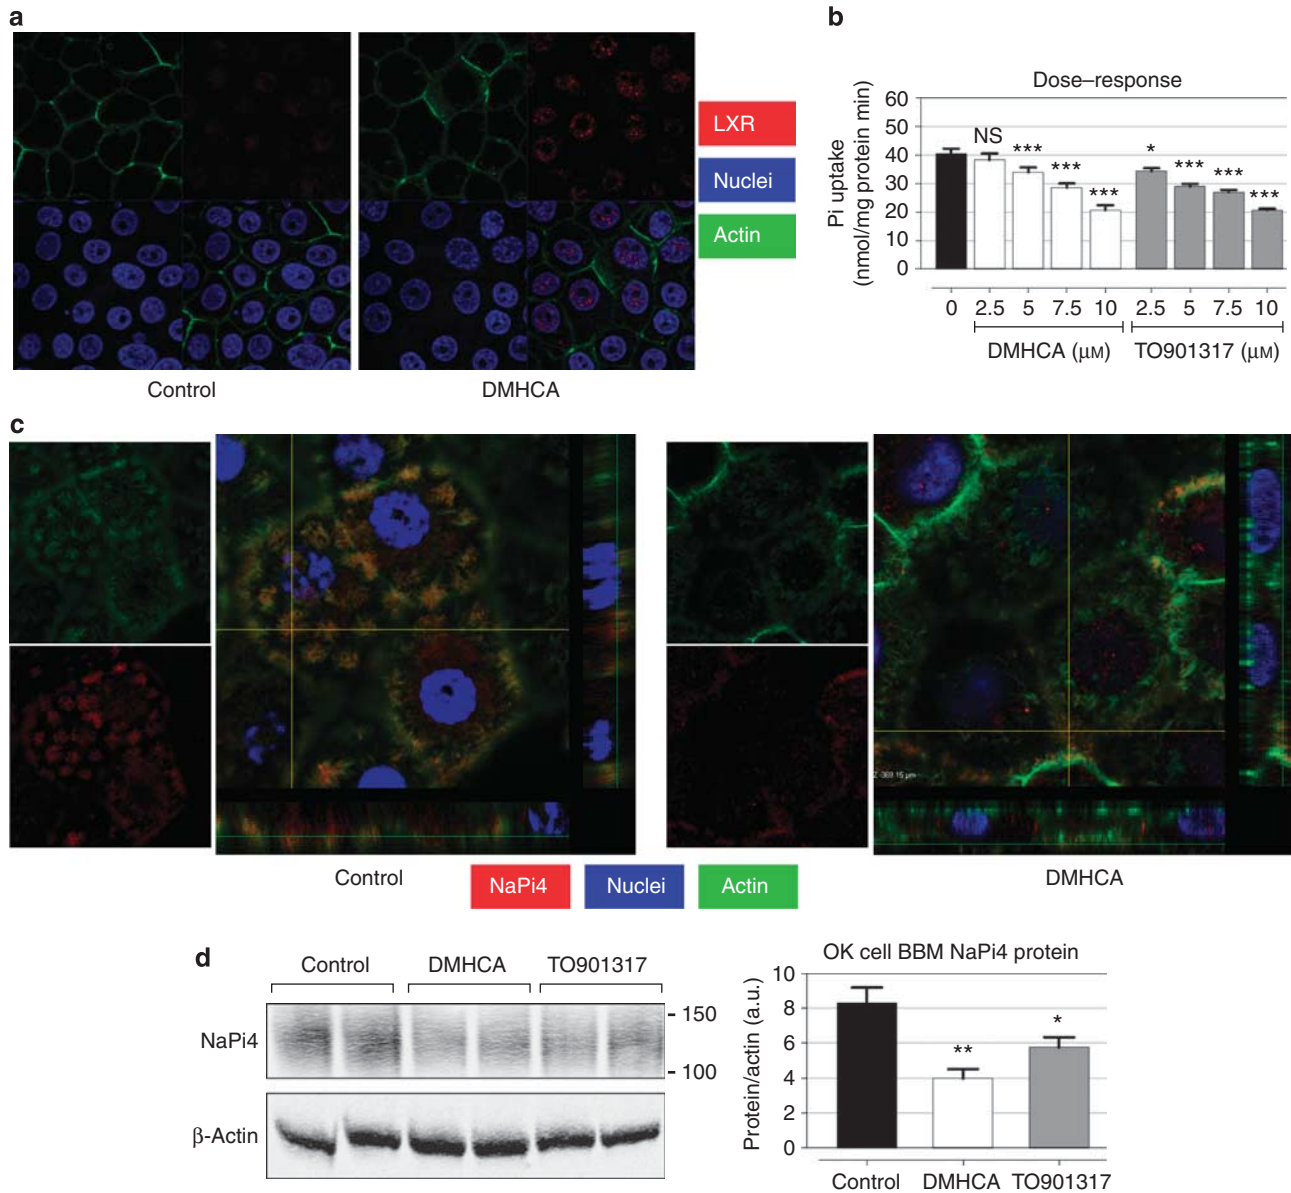 a
LXR
Nuclei
Actin
Control
DMHCA
b
Dose–response
Pi uptake
(nmol/mg protein min)
60
50
40
30
20
10
0
NS
***
***
***
*
***
***
***
0 2.5 5 7.5 10 2.5 5 7.5 10
DMHCA (μM) TO901317 (μM)
c
Control
NaPi4
Nuclei
Actin
DMHCA
d
Control DMHCA TO901317
NaPi4
- 150
- 100
β-Actin
OK cell BBM NaPi4 protein
Protein/actin (a.u.)
10
8
6
4
2
0
**
*
Control DMHCA TO901317